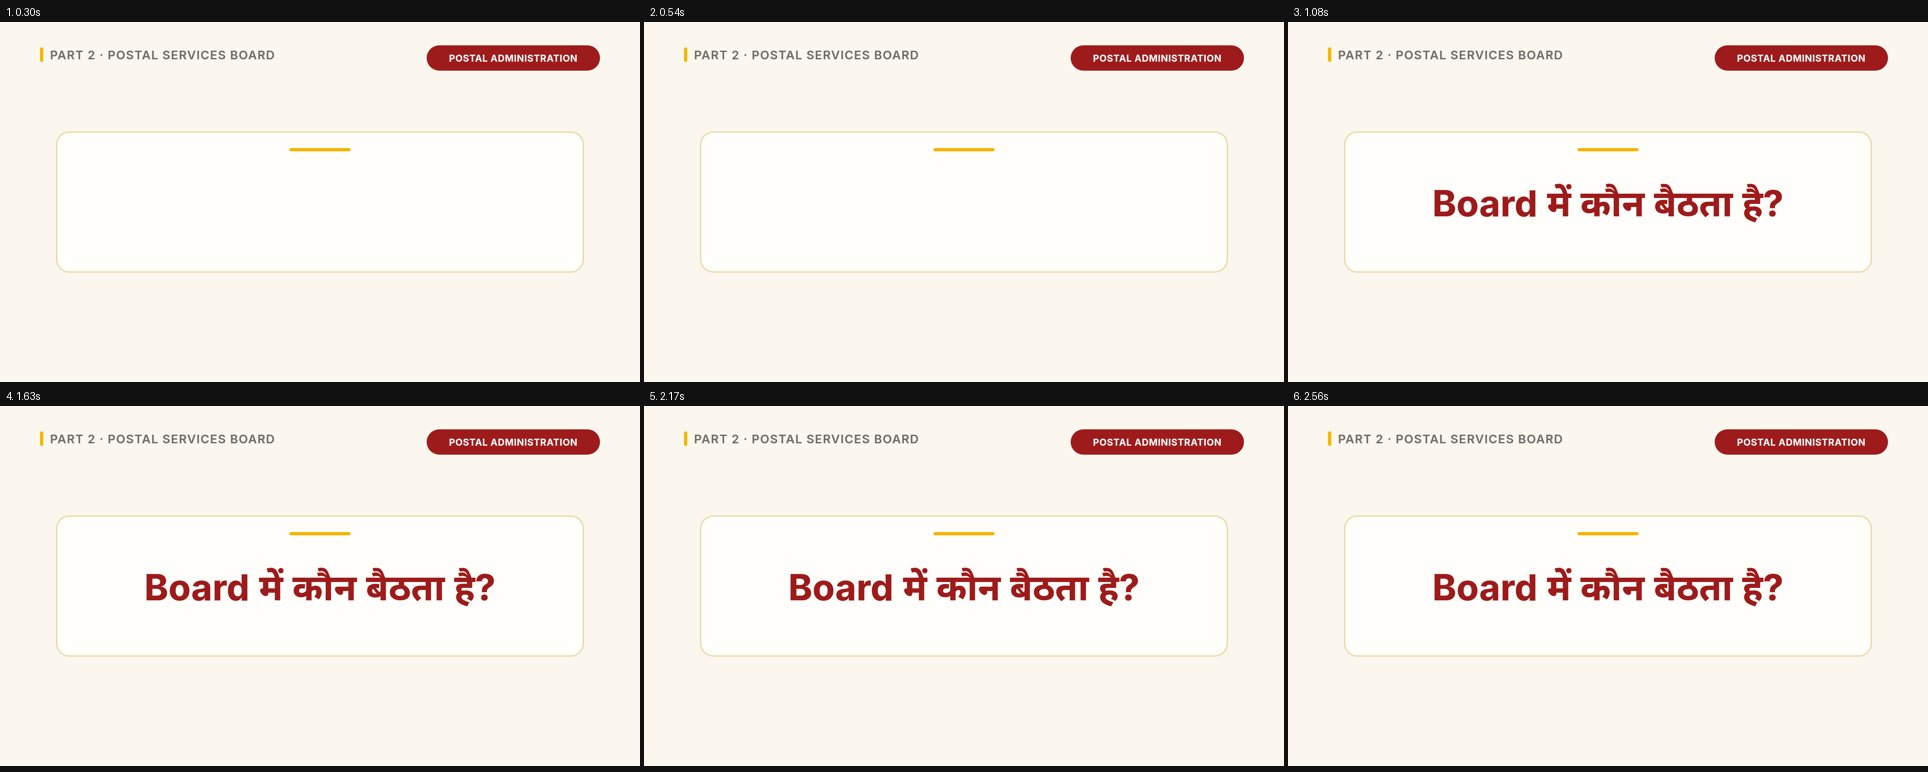 1. 0.30s
PART 2 · POSTAL SERVICES BOARD
POSTAL ADMINISTRATION
2. 0.54s
PART 2 · POSTAL SERVICES BOARD
POSTAL ADMINISTRATION
3. 1.08s
PART 2 · POSTAL SERVICES BOARD
POSTAL ADMINISTRATION
Board में कौन बैठता है?
4. 1.63s
PART 2 · POSTAL SERVICES BOARD
POSTAL ADMINISTRATION
Board में कौन बैठता है?
5. 2.17s
PART 2 · POSTAL SERVICES BOARD
POSTAL ADMINISTRATION
Board में कौन बैठता है?
6. 2.56s
PART 2 · POSTAL SERVICES BOARD
POSTAL ADMINISTRATION
Board में कौन बैठता है?